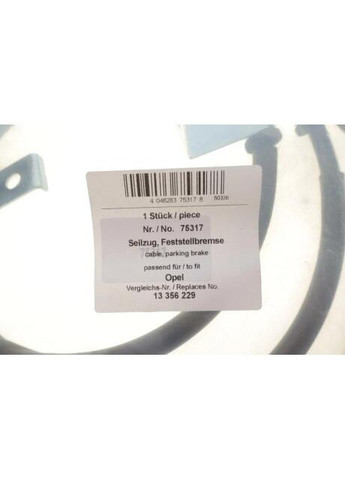 4 046263 75317 8
1 Stück / piece
Nr. / No. 75317
Seilzug, Feststellbremse
cable, parking brake
passend für / to fit
Opel
Vergleichs-Nr. / Replaces No.
13 356 229